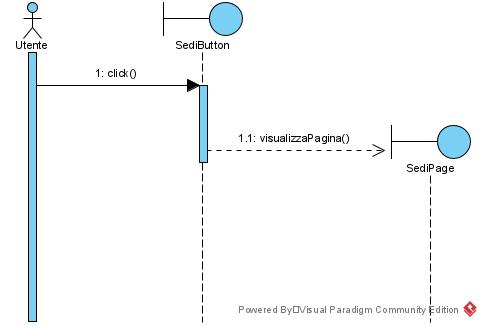 Utente
SediButton
1: click()
1.1: visualizzaPagina()
SediPage
Powered By Visual Paradigm Community Edition